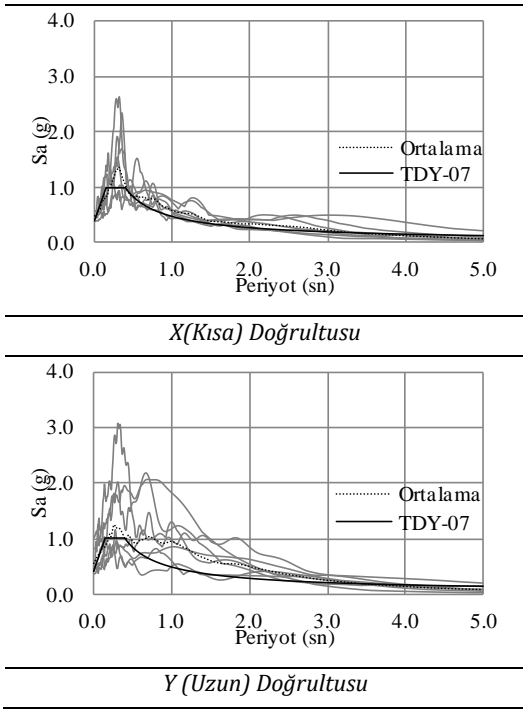 4.0
3.0
2.0
1.0
0.0
Sa (g)
Ortalama
TDY-07
0.0 1.0 2.0 3.0 4.0 5.0
Periyot (sn)
X(Kısa) Doğrultusu
4.0
3.0
2.0
1.0
0.0
Sa (g)
Ortalama
TDY-07
0.0 1.0 2.0 3.0 4.0 5.0
Periyot (sn)
Y (Uzun) Doğrultusu